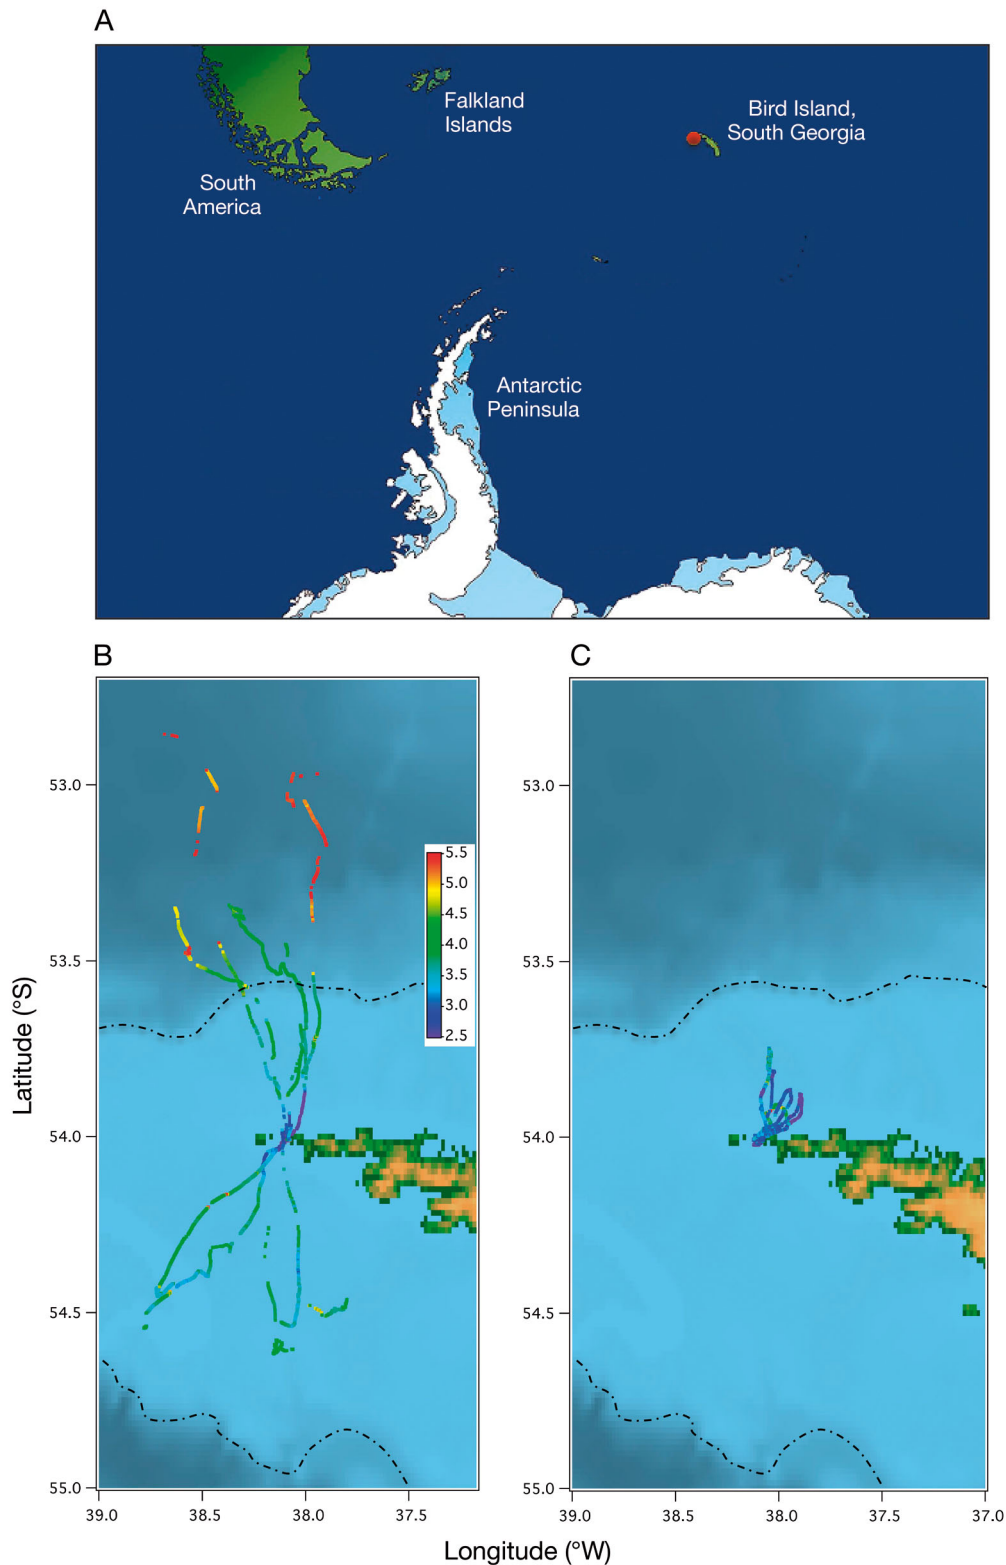 A
Falkland
Islands
Bird Island,
South Georgia
South
America
Antarctic
Peninsula
B
C
53.0
53.0
5.5
5.0
4.5
4.0
3.5
3.0
2.5
53.5
53.5
Latitude (°S)
54.0
54.0
54.5
54.5
55.0
55.0
39.0
38.5
38.0
37.5
39.0
38.5
38.0
37.5
37.0
Longitude (°W)